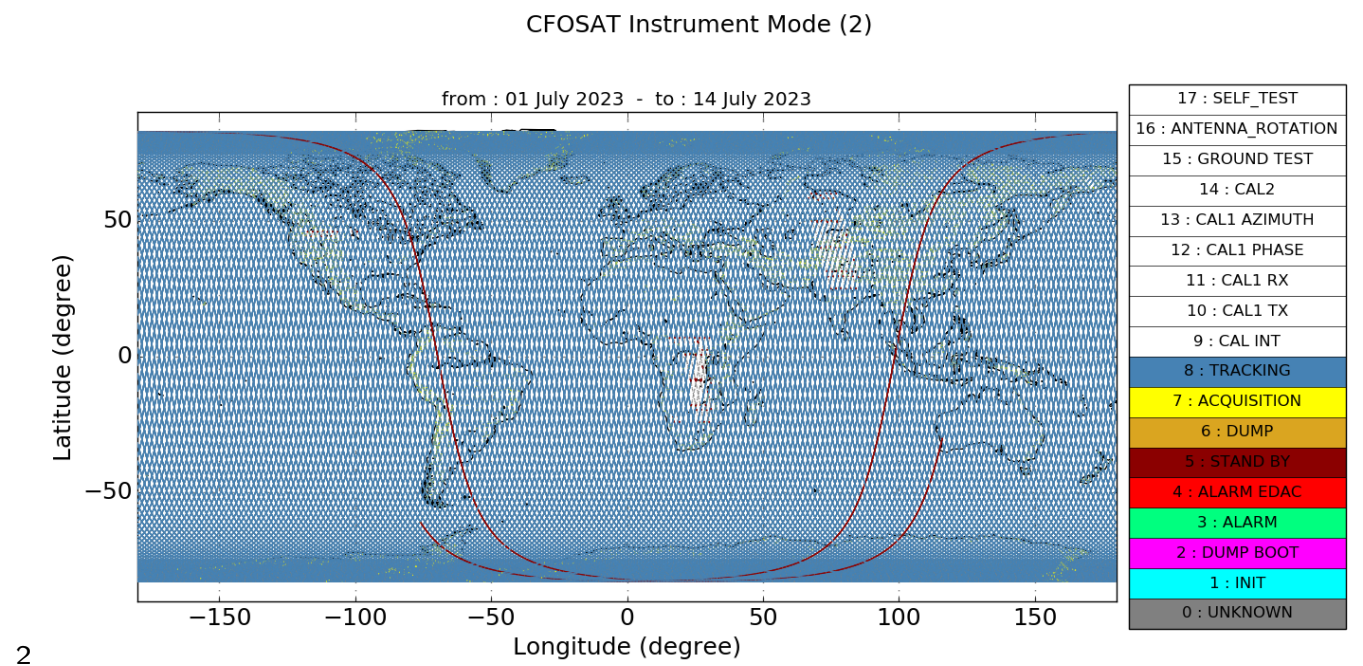 CFOSAT Instrument Mode (2)
from : 01 July 2023  -  to : 14 July 2023
17 : SELF_TEST
16 : ANTENNA_ROTATION
15 : GROUND TEST
14 : CAL2
13 : CAL1 AZIMUTH
12 : CAL1 PHASE
11 : CAL1 RX
10 : CAL1 TX
9 : CAL INT
8 : TRACKING
7 : ACQUISITION
6 : DUMP
5 : STAND BY
4 : ALARM EDAC
3 : ALARM
2 : DUMP BOOT
1 : INIT
0 : UNKNOWN
Latitude (degree)
50
0
−50
−150 −100 −50 0 50 100 150
Longitude (degree)
2